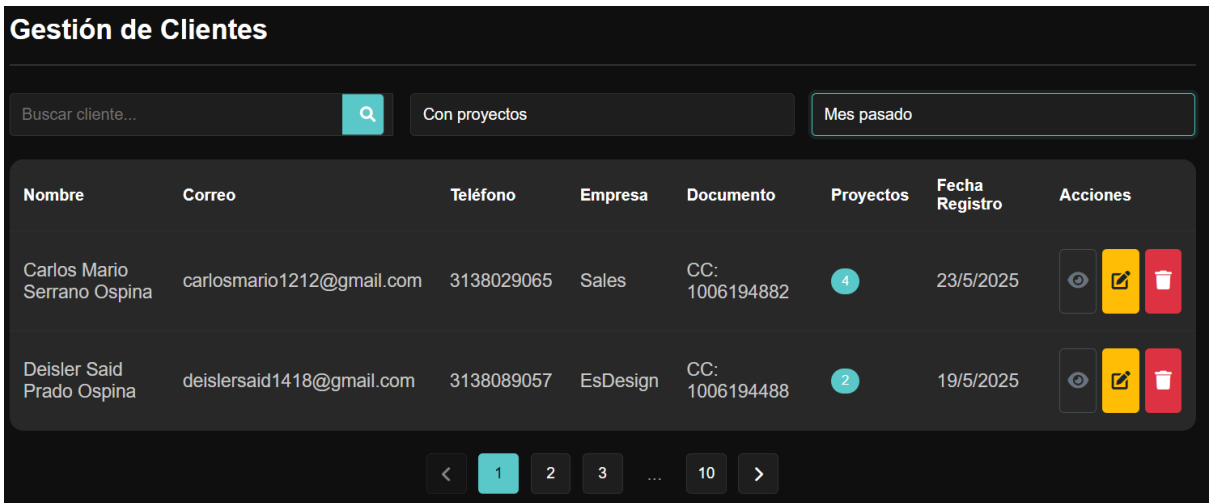 Gestión de Clientes
Buscar cliente...
Con proyectos
Mes pasado
Nombre Correo Teléfono Empresa Documento Proyectos Fecha Registro Acciones
Carlos Mario Serrano Ospina carlosmario1212@gmail.com 3138029065 Sales CC: 1006194882 4 23/5/2025
Deisler Said Prado Ospina deislersaid1418@gmail.com 3138089057 EsDesign CC: 1006194488 2 19/5/2025
1 2 3 ... 10